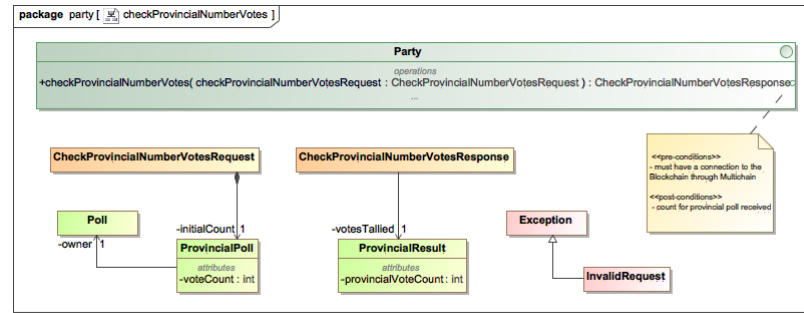 package party [ checkProvincialNumberVotes ]
Party
operations
+checkProvincialNumberVotes( checkProvincialNumberVotesRequest : CheckProvincialNumberVotesRequest ) : CheckProvincialNumberVotesResponse
...
CheckProvincialNumberVotesRequest
CheckProvincialNumberVotesResponse
<<pre-conditions>>
- must have a connection to the
Blockchain through Multichain
<<post-conditions>>
- count for provincial poll received
Poll
-owner 1
-initialCount 1
ProvincialPoll
attributes
-voteCount : int
-votesTallied 1
ProvincialResult
attributes
-provincialVoteCount : int
Exception
InvalidRequest